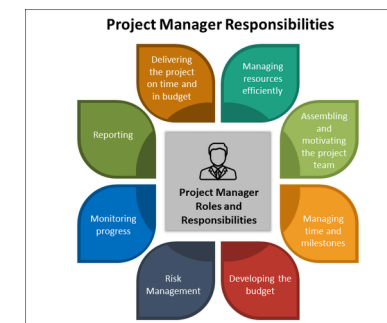 Project Manager Responsibilities
Delivering
the project
on time and
in budget
Managing
resources
efficiently
Assembling
and
motivating
the project
team
Managing
time and
milestones
Developing the
budget
Risk
Management
Monitoring
progress
Reporting
Project Manager
Roles and
Responsibilities